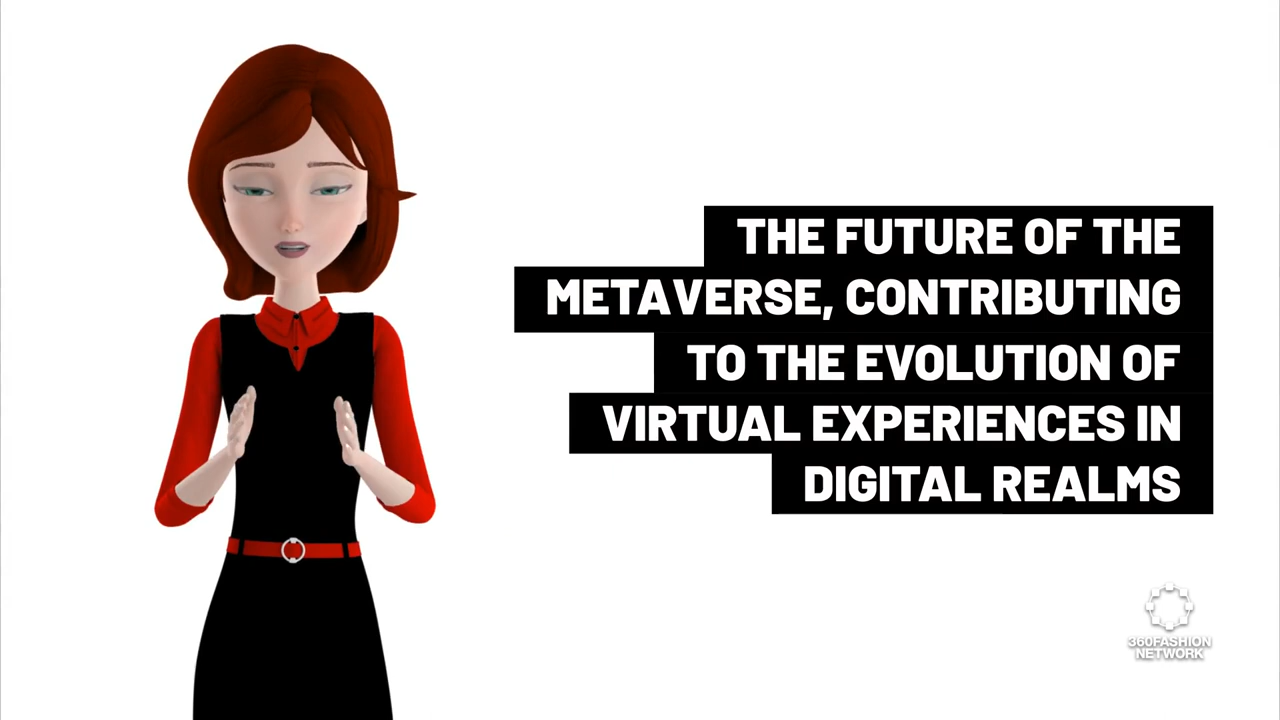 THE FUTURE OF THE
METAVERSE, CONTRIBUTING
TO THE EVOLUTION OF
VIRTUAL EXPERIENCES IN
DIGITAL REALMS
360FASHION
NETWORK